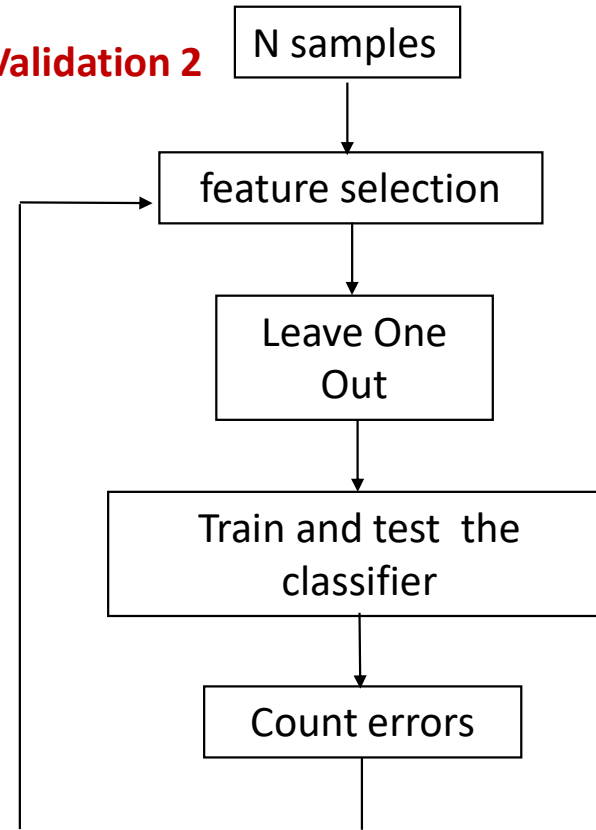 Validation 2
N samples
feature selection
Leave One
Out
Train and test the
classifier
Count errors